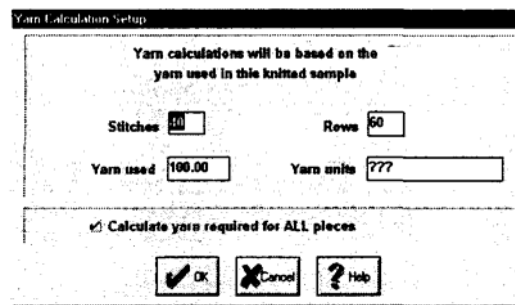 Yarn Calculation Setup
Yarn calculations will be based on the
yarn used in this knitted sample
Stitches 40 Rows 60
Yarn used 100.00 Yarn units ???
Calculate yarn required for ALL pieces
OK Cancel ? Help